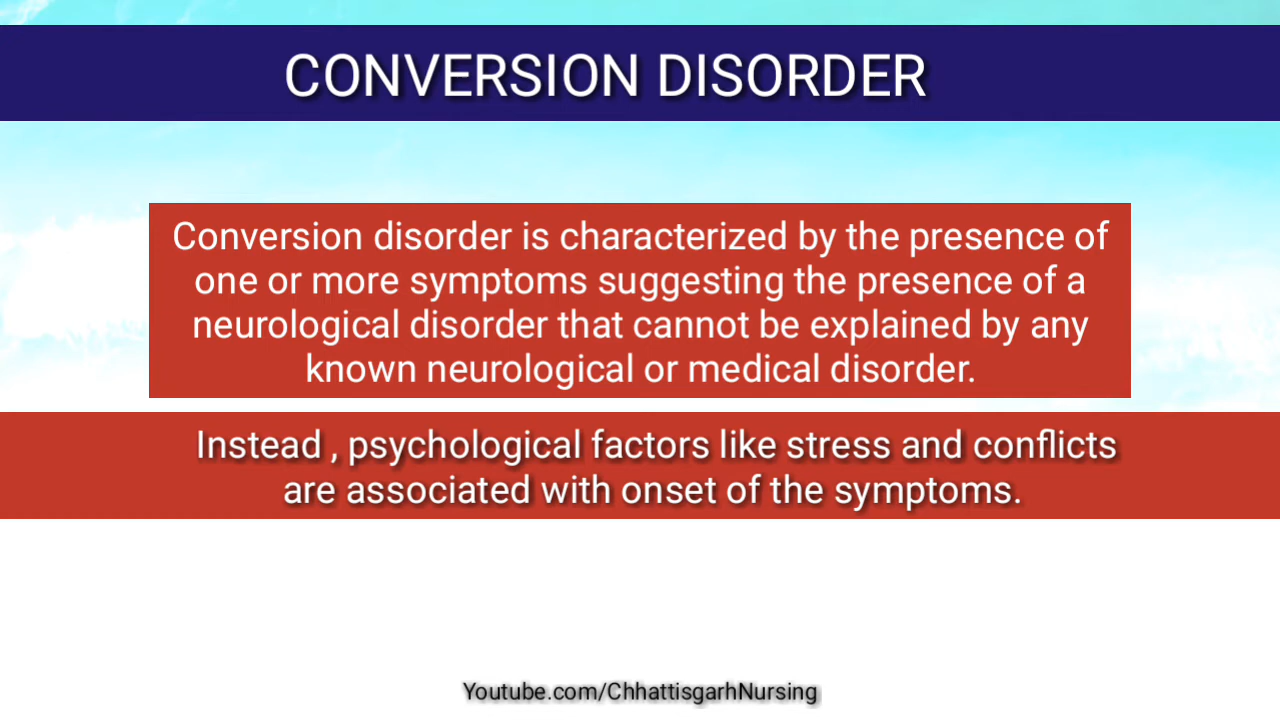 CONVERSION DISORDER
Conversion disorder is characterized by the presence of
one or more symptoms suggesting the presence of a
neurological disorder that cannot be explained by any
known neurological or medical disorder.
Instead , psychological factors like stress and conflicts
are associated with onset of the symptoms.
Youtube.com/ChhattisgarhNursing